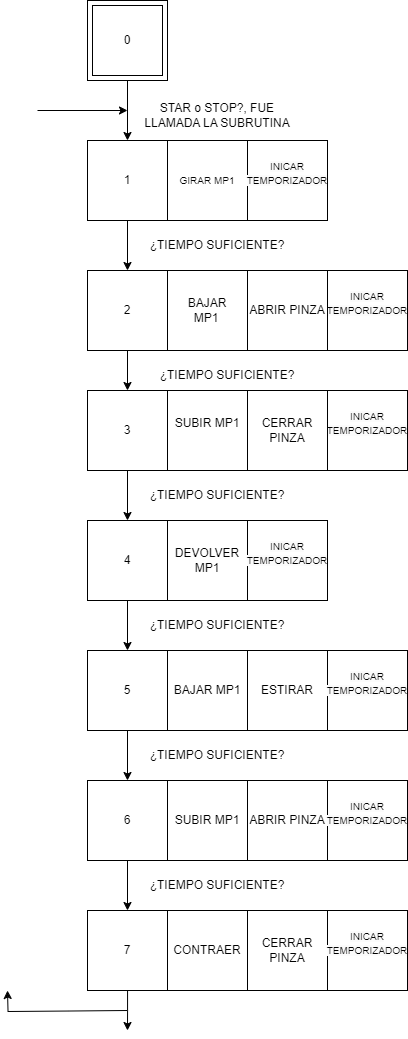 0
STAR o STOP?, FUE
LLAMADA LA SUBRUTINA
1
GIRAR MP1
INICAR
TEMPORIZADOR
¿TIEMPO SUFICIENTE?
2
BAJAR
MP1
ABRIR PINZA
INICAR
TEMPORIZADOR
¿TIEMPO SUFICIENTE?
3
SUBIR MP1
CERRAR
PINZA
INICAR
TEMPORIZADOR
¿TIEMPO SUFICIENTE?
4
DEVOLVER
MP1
INICAR
TEMPORIZADOR
¿TIEMPO SUFICIENTE?
5
BAJAR MP1
ESTIRAR
INICAR
TEMPORIZADOR
¿TIEMPO SUFICIENTE?
6
SUBIR MP1
ABRIR PINZA
INICAR
TEMPORIZADOR
¿TIEMPO SUFICIENTE?
7
CONTRAER
CERRAR
PINZA
INICAR
TEMPORIZADOR